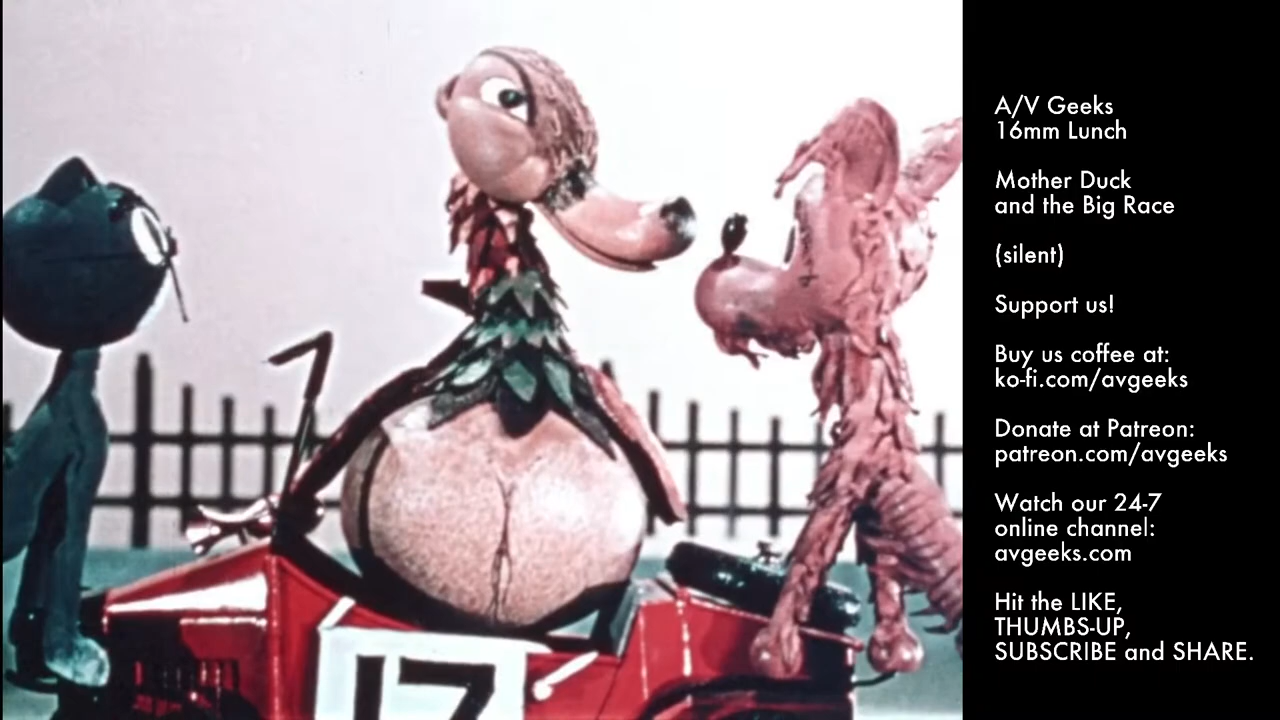 A/V Geeks
16mm Lunch
Mother Duck
and the Big Race
(silent)
Support us!
Buy us coffee at:
ko-fi.com/avgeeks
Donate at Patreon:
patreon.com/avgeeks
Watch our 24-7
online channel:
avgeeks.com
Hit the LIKE,
THUMBS-UP,
SUBSCRIBE and SHARE.
17